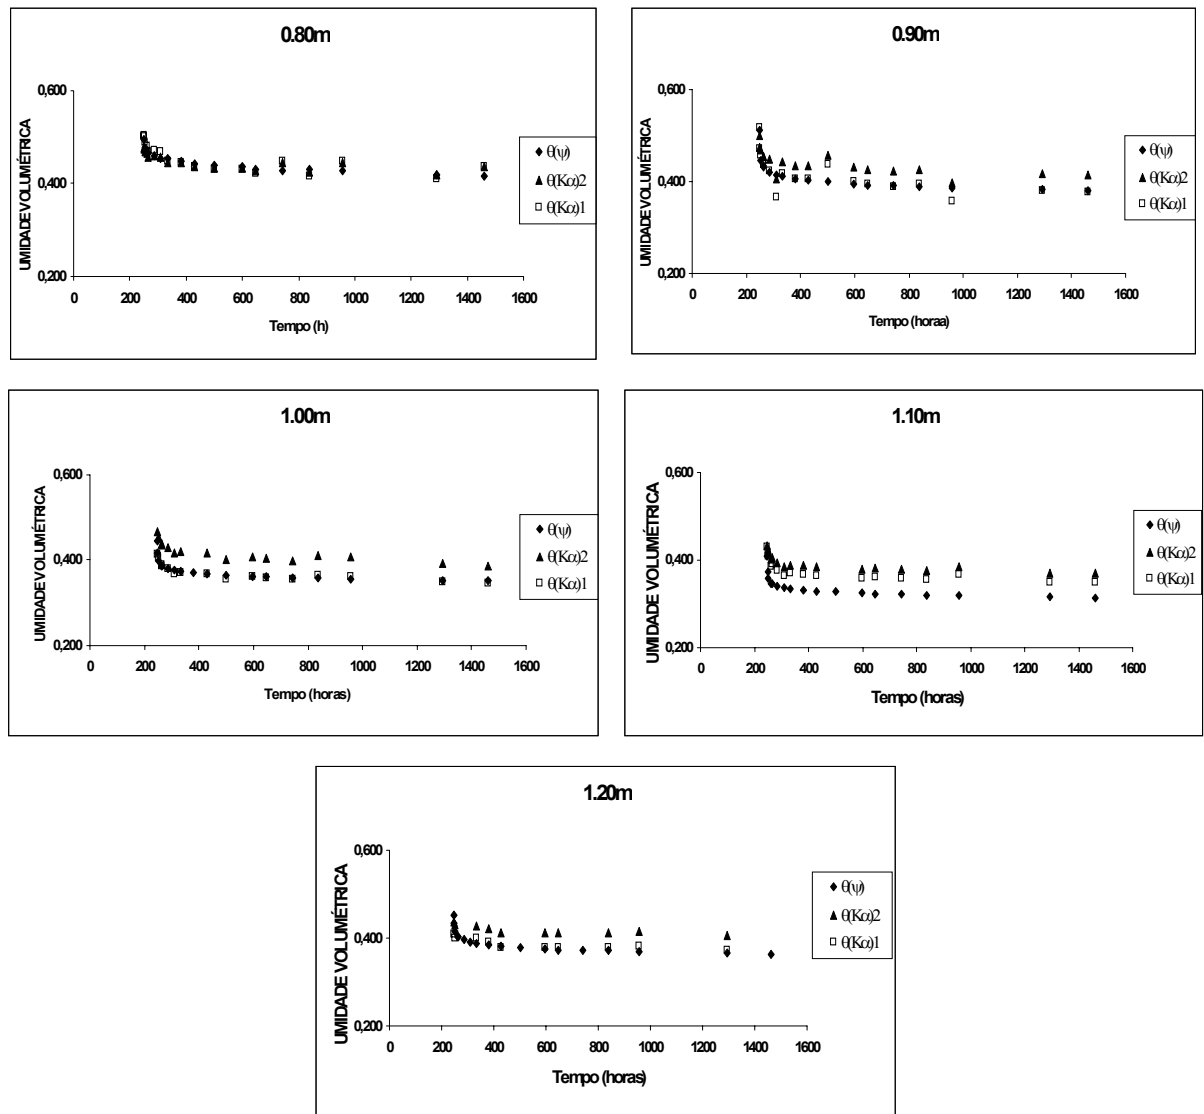 0.80m
UMIDADE VOLUMÉTRICA
0,600
0,400
0,200
0 200 400 600 800 1000 1200 1400 1600
Tempo (h)
θ(ψ)
θ(Kα)2
θ(Kα)1
0.90m
UMIDADE VOLUMÉTRICA
0,600
0,400
0,200
0 200 400 600 800 1000 1200 1400 1600
Tempo (horaa)
θ(ψ)
θ(Kα)2
θ(Kα)1
1.00m
UMIDADE VOLUMÉTRICA
0,600
0,400
0,200
0 200 400 600 800 1000 1200 1400 1600
Tempo (horas)
θ(ψ)
θ(Kα)2
θ(Kα)1
1.10m
UMIDADE VOLUMÉTRICA
0,600
0,400
0,200
0 200 400 600 800 1000 1200 1400 1600
Tempo (horas)
θ(ψ)
θ(Kα)2
θ(Kα)1
1.20m
UMIDADE VOLUMÉTRICA
0,600
0,400
0,200
0 200 400 600 800 1000 1200 1400 1600
Tempo (horas)
θ(ψ)
θ(Kα)2
θ(Kα)1